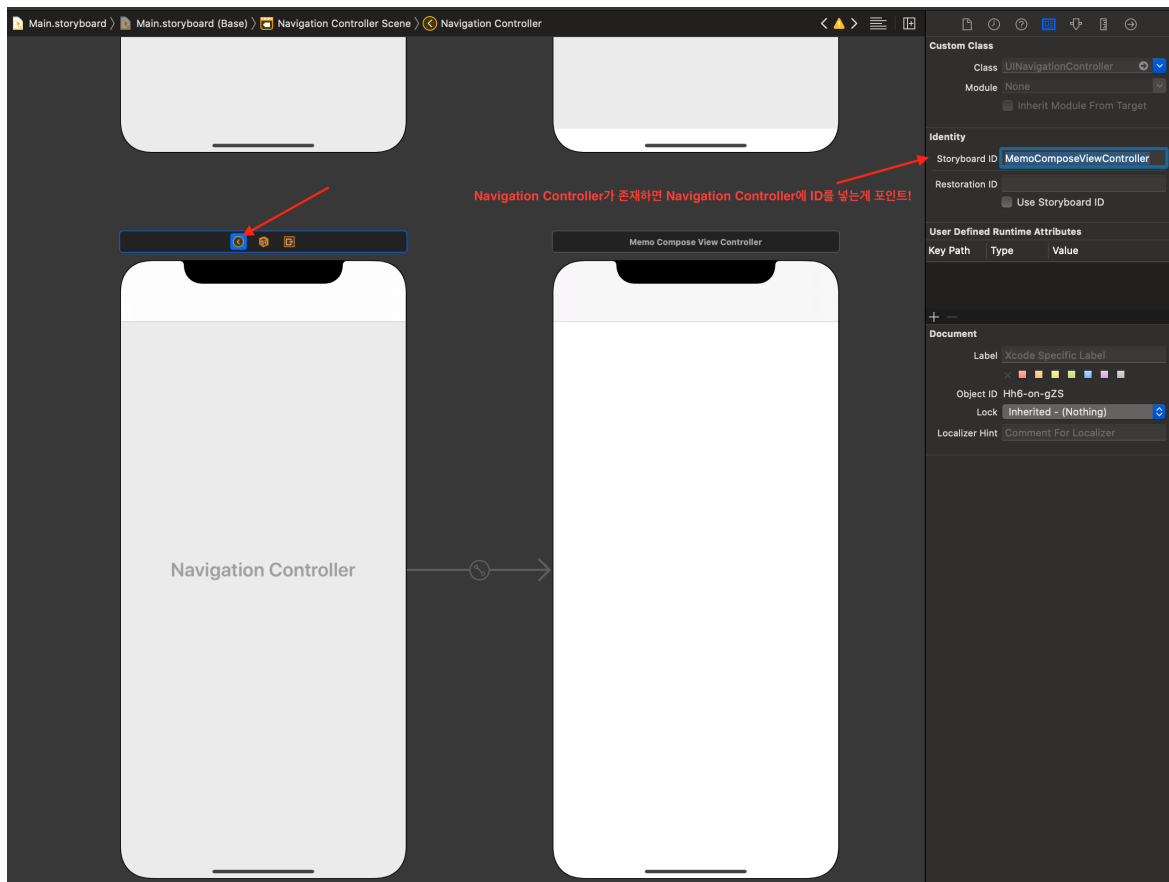 Main.storyboard
Main.storyboard (Base)
Navigation Controller Scene
Navigation Controller
Custom Class
Class
UINavigationController
Module
None
Inherit Module From Target
Identity
Storyboard ID
MemoComposeViewController
Restoration ID
Use Storyboard ID
Navigation Controller가 존재하면 Navigation Controller에 ID를 넣는게 포인트!
User Defined Runtime Attributes
Key Path
Type
Value
Memo Compose View Controller
Document
Label
Xcode Specific Label
Object ID
Hh6-on-gZS
Lock
Inherited - (Nothing)
Localizer Hint
Comment For Localizer
Navigation Controller